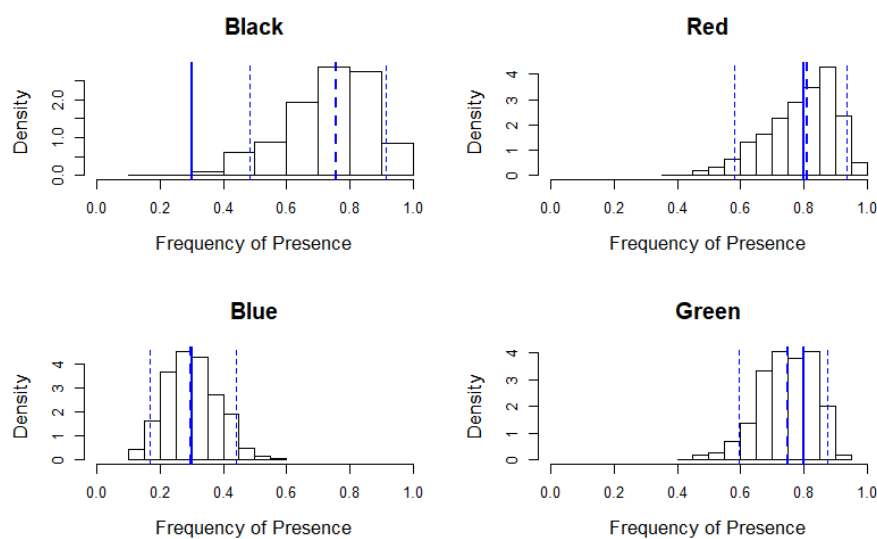 Black
Density
0.0 1.0 2.0
0.0 0.2 0.4 0.6 0.8 1.0
Frequency of Presence
Red
Density
0 1 2 3 4
0.0 0.2 0.4 0.6 0.8 1.0
Frequency of Presence
Blue
Density
0 1 2 3 4
0.0 0.2 0.4 0.6 0.8 1.0
Frequency of Presence
Green
Density
0 1 2 3 4
0.0 0.2 0.4 0.6 0.8 1.0
Frequency of Presence